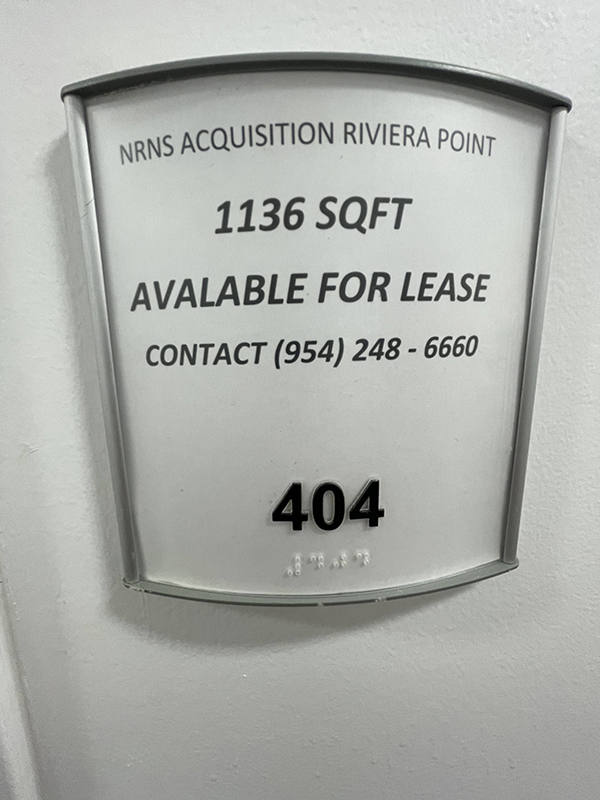 NRNS ACQUISITION RIVIERA POINT
1136 SQFT
AVALABLE FOR LEASE
CONTACT (954) 248 - 6660
404
⠼⠙⠚⠙